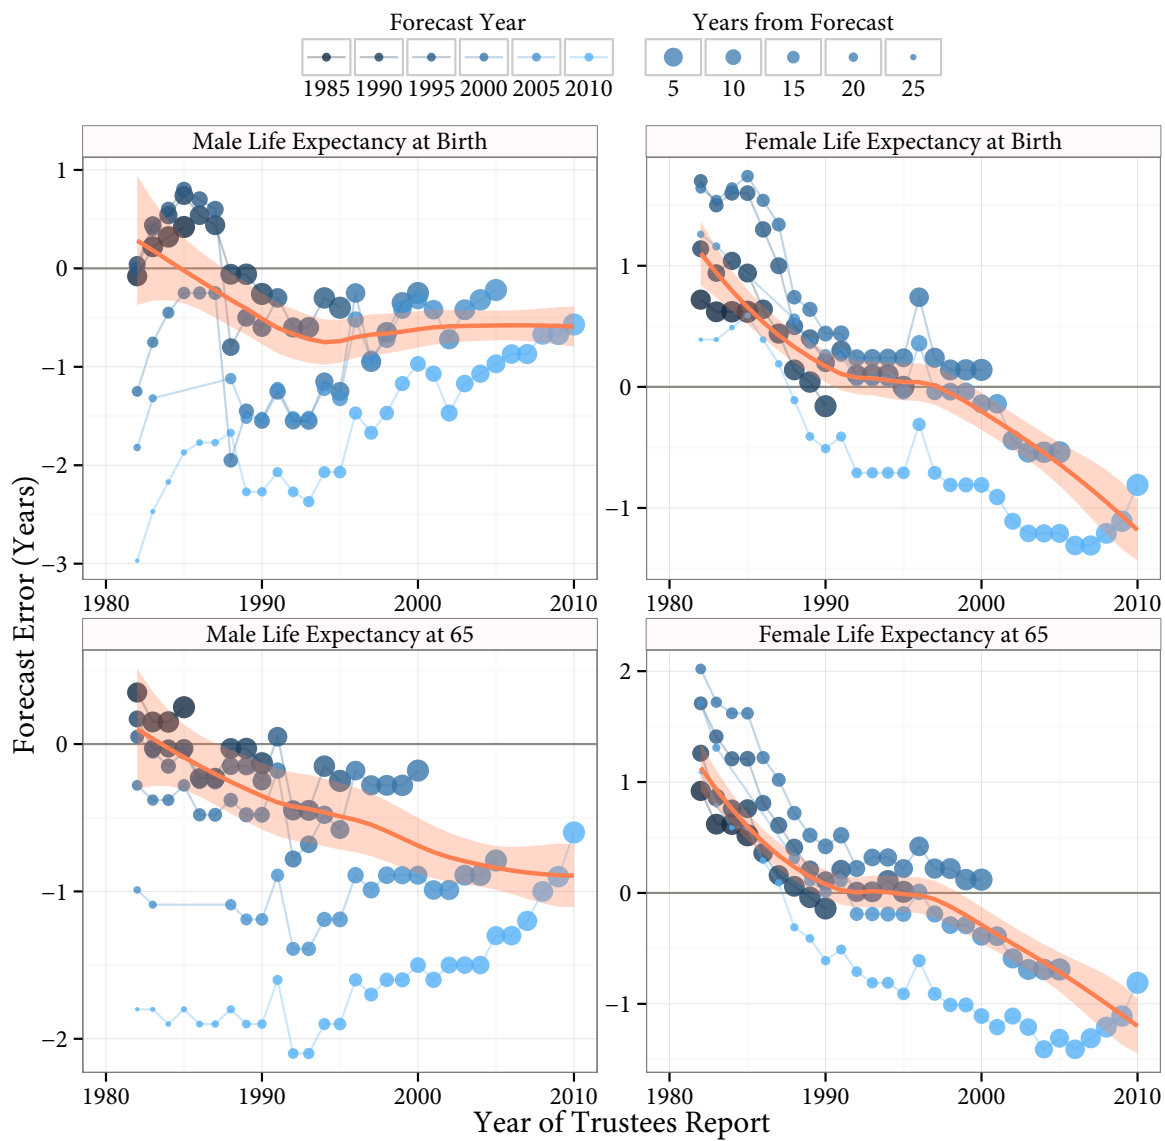 Forecast Year
Years from Forecast
1985 1990 1995 2000 2005 2010
5 10 15 20 25
Male Life Expectancy at Birth
Female Life Expectancy at Birth
1
0
−1
−2
−3
1
0
−1
1980 1990 2000 2010
1980 1990 2000 2010
Male Life Expectancy at 65
Female Life Expectancy at 65
0
−1
−2
2
1
0
−1
1980 1990 2000 2010
1980 1990 2000 2010
Forecast Error (Years)
Year of Trustees Report